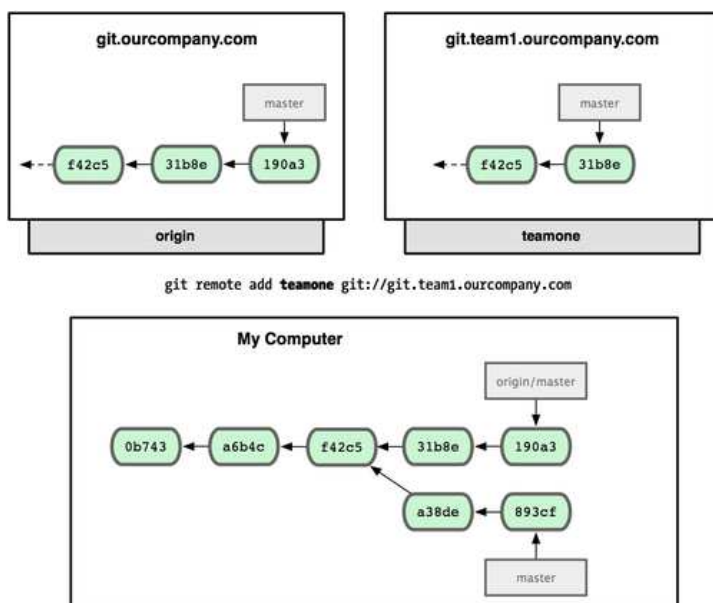 git.ourcompany.com
master
f42c5
31b8e
190a3
origin
git.team1.ourcompany.com
master
f42c5
31b8e
teamone
git remote add teamone git://git.team1.ourcompany.com
My Computer
origin/master
0b743
a6b4c
f42c5
31b8e
190a3
a38de
893cf
master